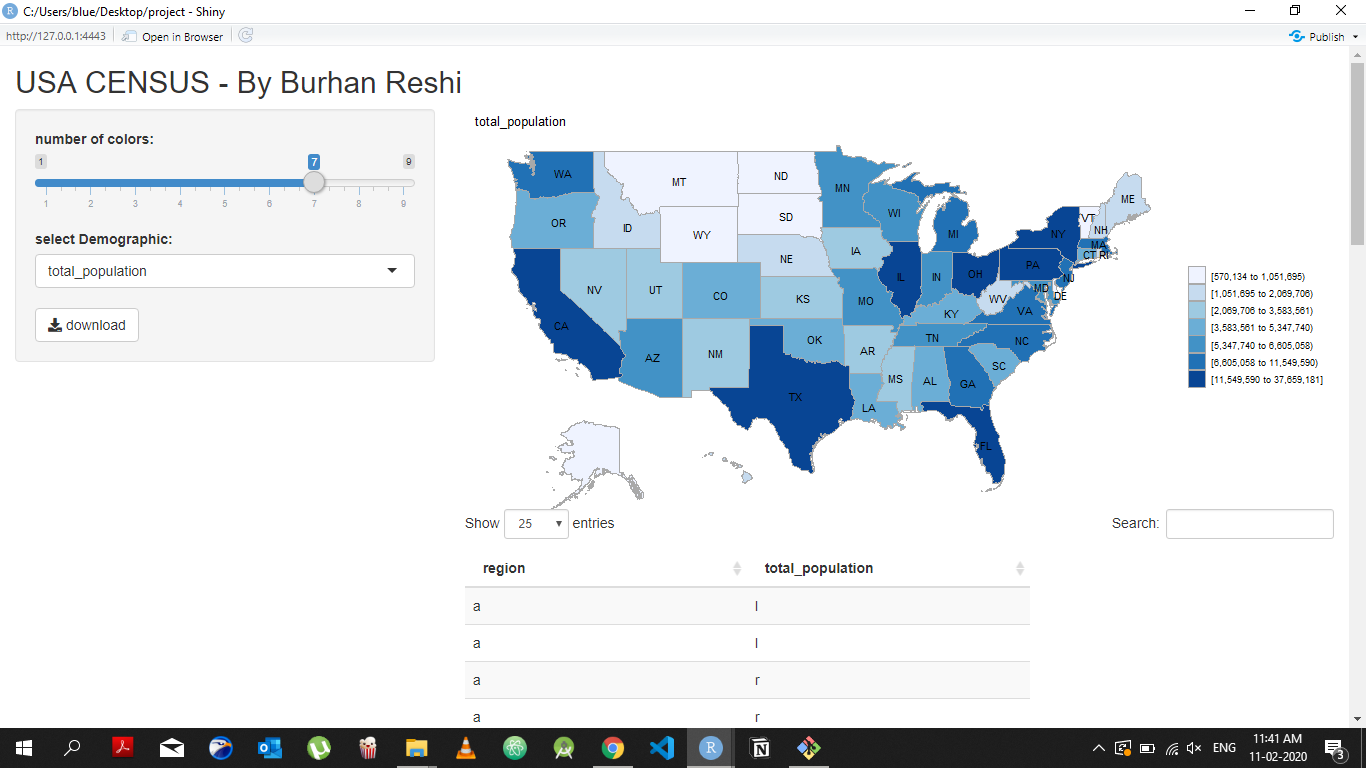 C:/Users/blue/Desktop/project - Shiny
http://127.0.0.1:4443
Open in Browser
Publish
USA CENSUS - By Burhan Reshi
number of colors:
1 7 9
1 2 3 4 5 6 7 8 9
select Demographic:
total_population
download
total_population
WA
MT
ND
MN
ME
VT
NH
OR
ID
SD
WI
MI
NY
MA
CT
RI
WY
IA
NE
PA
NJ
NV
UT
CO
KS
MO
IL
IN
OH
MD
DE
WV
VA
KY
CA
AZ
NM
OK
AR
TN
NC
SC
TX
LA
MS
AL
GA
FL
[570,134 to 1,051,695)
[1,051,695 to 2,069,706)
[2,069,706 to 3,583,561)
[3,583,561 to 5,347,740)
[5,347,740 to 6,605,058)
[6,605,058 to 11,549,590)
[11,549,590 to 37,659,181]
Show 25 entries
Search:
region total_population
a l
a l
a r
a r
ENG
11:41 AM
11-02-2020
3